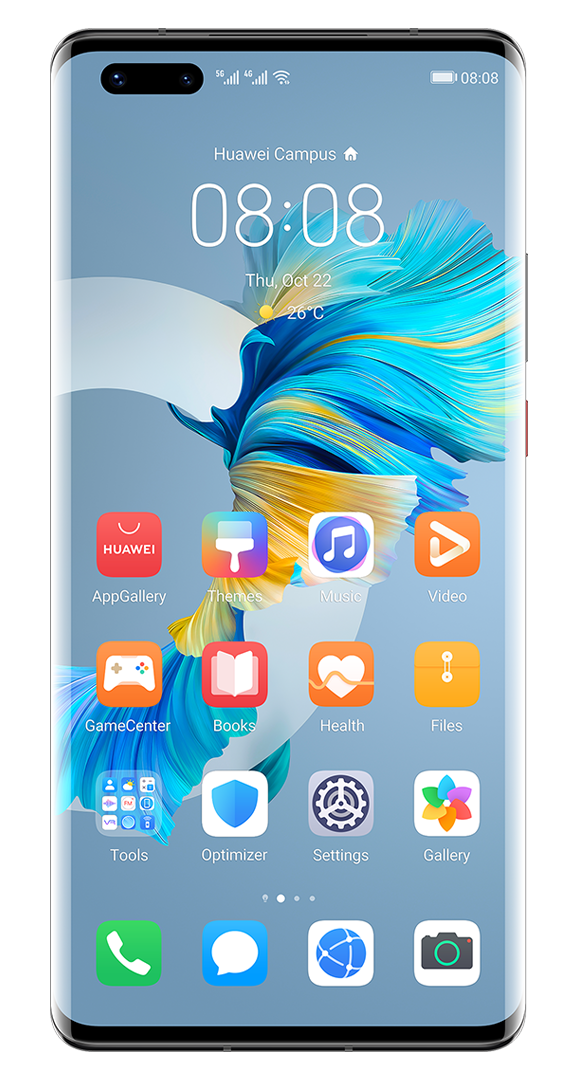 5G 4G 08:08
Huawei Campus
08:08
Thu, Oct 22
26°C
HUAWEI
AppGallery Themes Music Video
GameCenter Books Health Files
FM
VR
Tools Optimizer Settings Gallery